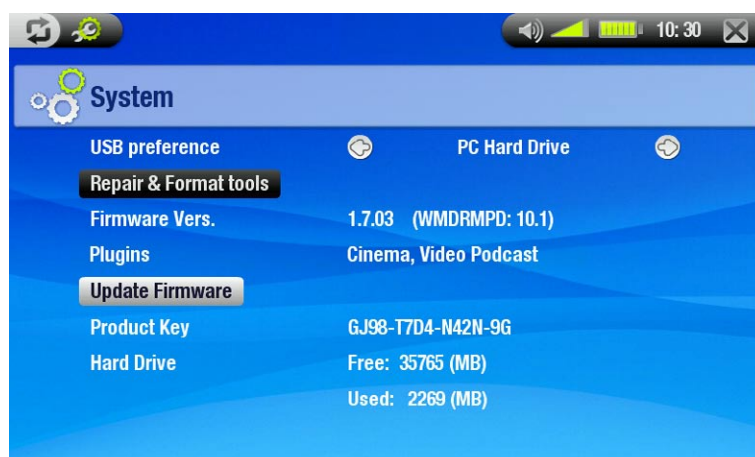 10:30
System
USB preference PC Hard Drive
Repair & Format tools
Firmware Vers. 1.7.03 (WMDRMPD: 10.1)
Plugins Cinema, Video Podcast
Update Firmware
Product Key GJ98-T7D4-N42N-9G
Hard Drive Free: 35765 (MB)
Used: 2269 (MB)